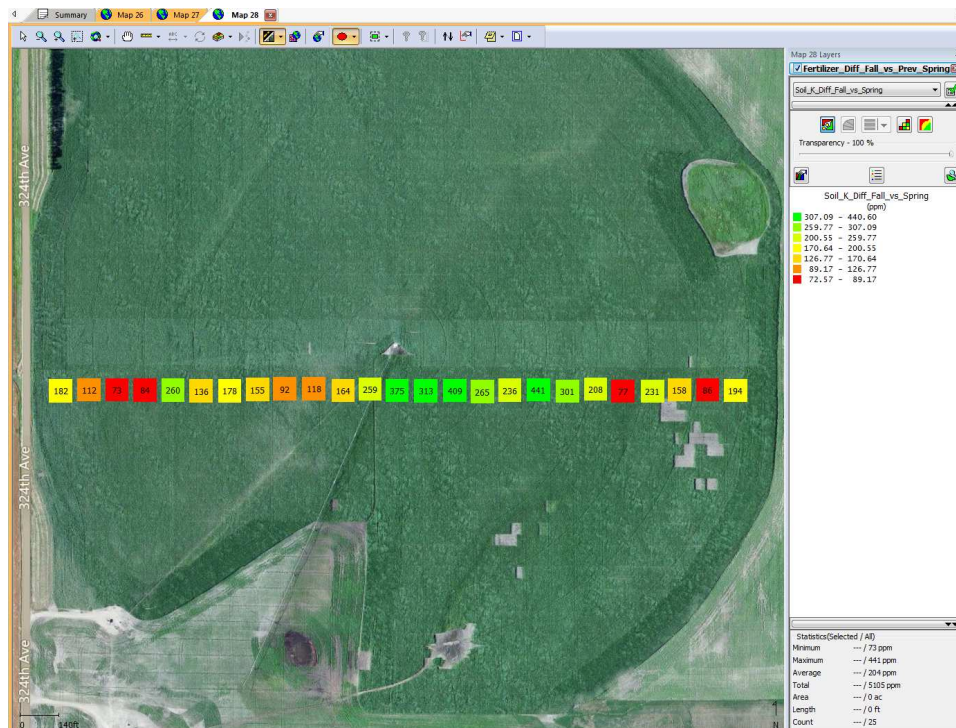 Summary Map 26 Map 27 Map 28
Map 28 Layers
Fertilizer_Diff_Fall_vs_Prev_Spring
Soil_K_Diff_Fall_vs_Spring
Transparency - 100 %
Soil_K_Diff_Fall_vs_Spring
(ppm)
307.09 - 440.60
259.77 - 307.09
200.55 - 259.77
170.64 - 200.55
126.77 - 170.64
89.17 - 126.77
72.57 - 89.17
324th Ave
182 112 73 84 260 136 178 155 92 118 164 259 375 313 409 265 236 441 301 208 77 231 158 86 194
324th Ave
324th Ave
0 140ft
N
Statistics(Selected / All)
Minimum --- / 73 ppm
Maximum --- / 441 ppm
Average --- / 204 ppm
Total --- / 5105 ppm
Area --- / 0 ac
Length --- / 0 ft
Count --- / 25